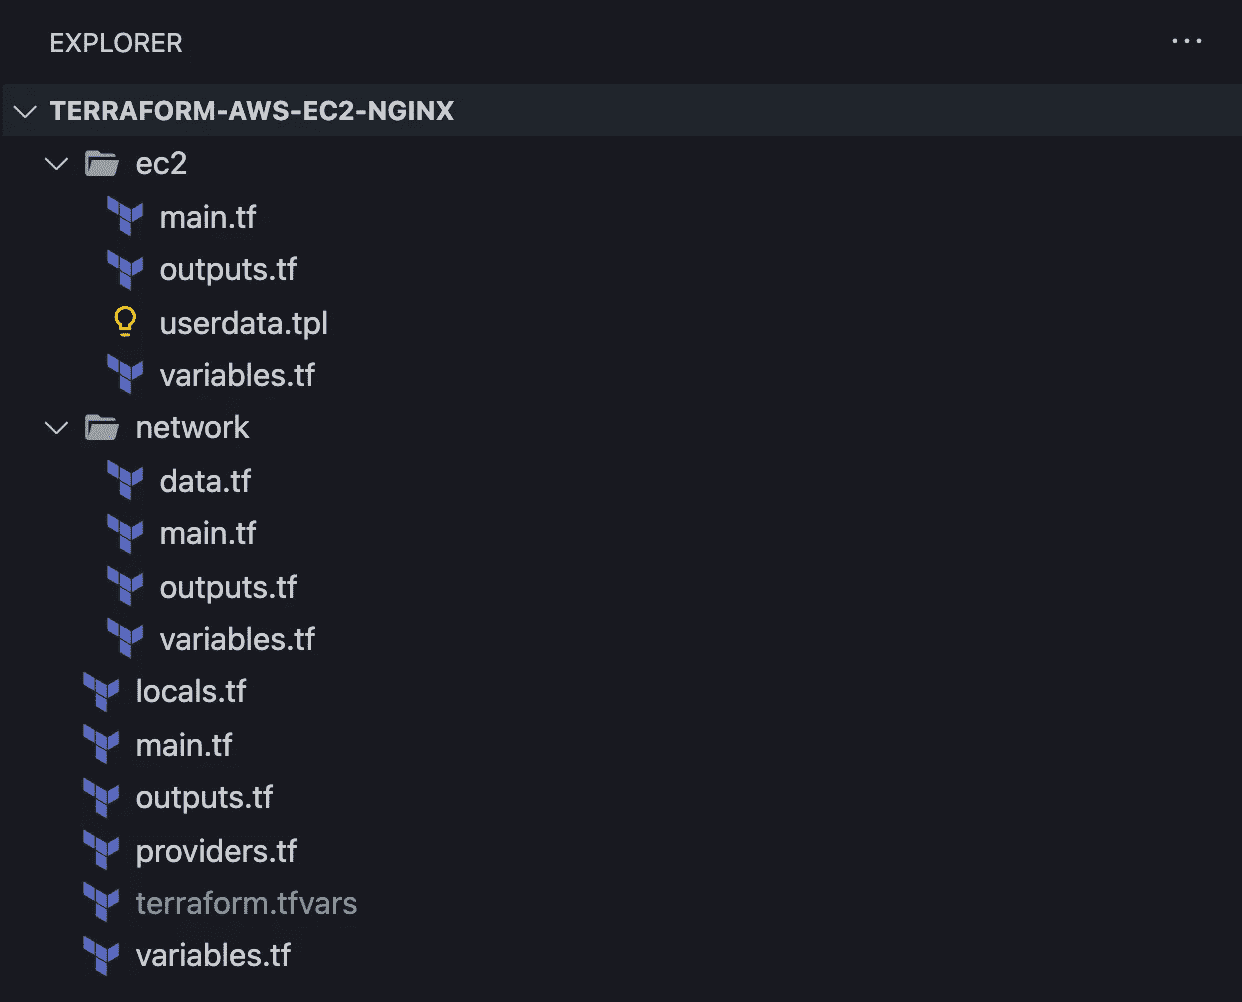 EXPLORER
TERRAFORM-AWS-EC2-NGINX
ec2
main.tf
outputs.tf
userdata.tpl
variables.tf
network
data.tf
main.tf
outputs.tf
variables.tf
locals.tf
main.tf
outputs.tf
providers.tf
terraform.tfvars
variables.tf